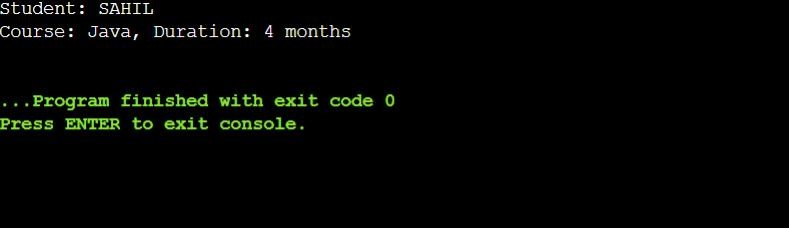 Student: SAHIL
Course: Java, Duration: 4 months
...Program finished with exit code 0
Press ENTER to exit console.